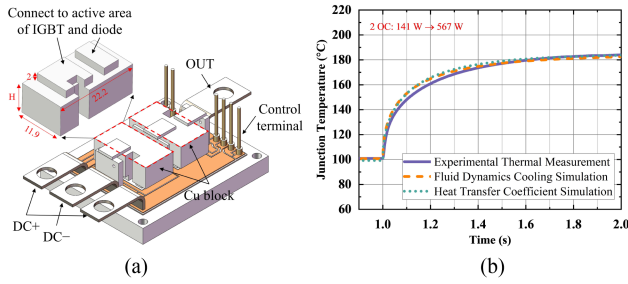 Connect to active area
of IGBT and diode
2
H
22.2
11.9
OUT
Control
terminal
Cu block
DC+
DC−
(a)
2 OC: 141 W → 567 W
Junction Temperature (°C)
200
180
160
140
120
100
80
60
Experimental Thermal Measurement
Fluid Dynamics Cooling Simulation
Heat Transfer Coefficient Simulation
1.0 1.2 1.4 1.6 1.8 2.0
Time (s)
(b)